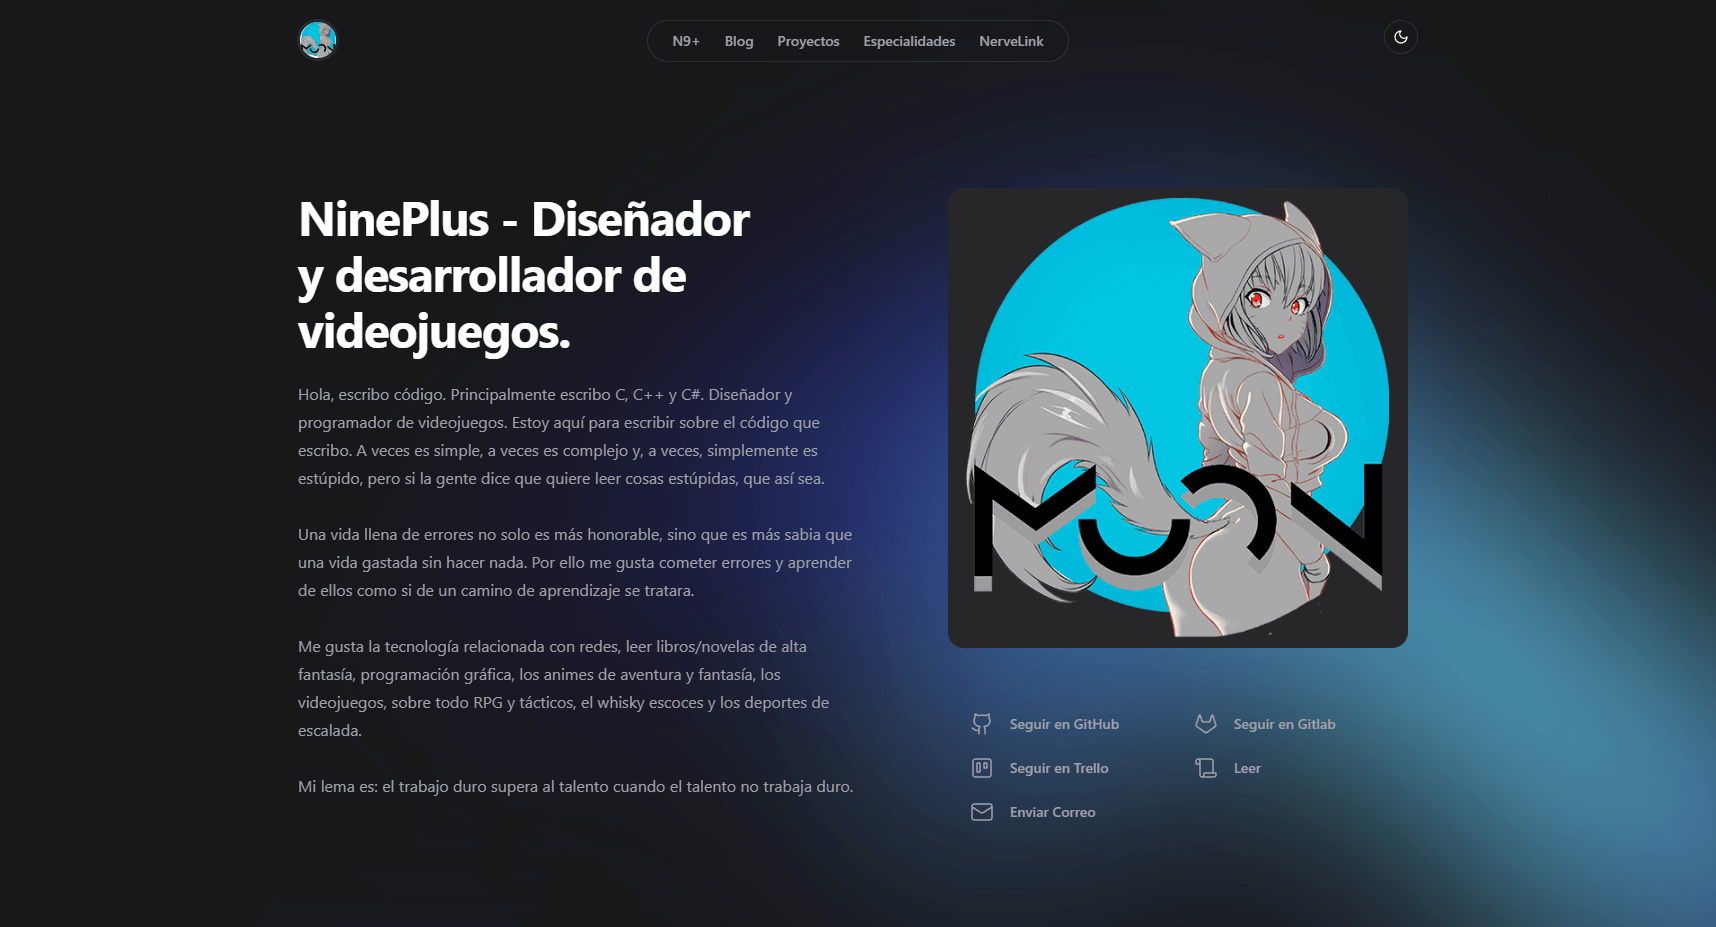 N9+ Blog Proyectos Especialidades NerveLink
NinePlus - Diseñador
y desarrollador de
videojuegos.
Hola, escribo código. Principalmente escribo C, C++ y C#. Diseñador y
programador de videojuegos. Estoy aquí para escribir sobre el código que
escribo. A veces es simple, a veces es complejo y, a veces, simplemente es
estúpido, pero si la gente dice que quiere leer cosas estúpidas, que así sea.
Una vida llena de errores no solo es más honorable, sino que es más sabia que
una vida gastada sin hacer nada. Por ello me gusta cometer errores y aprender
de ellos como si de un camino de aprendizaje se tratara.
Me gusta la tecnología relacionada con redes, leer libros/novelas de alta
fantasía, programación gráfica, los animes de aventura y fantasía, los
videojuegos, sobre todo RPG y tácticos, el whisky escoces y los deportes de
escalada.
Mi lema es: el trabajo duro supera al talento cuando el talento no trabaja duro.
MOON
Seguir en GitHub
Seguir en Gitlab
Seguir en Trello
Leer
Enviar Correo